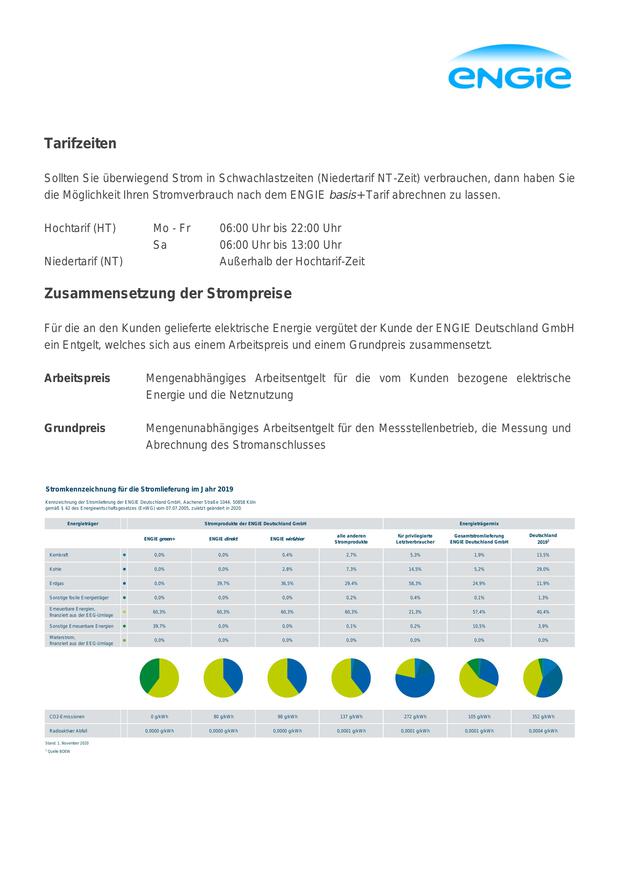 ENGIE
Tarifzeiten
Sollten Sie überwiegend Strom in Schwachlastzeiten (Niedertarif NT-Zeit) verbrauchen, dann haben Sie
die Möglichkeit Ihren Stromverbrauch nach dem ENGIE basis+Tarif abrechnen zu lassen.
Hochtarif (HT) Mo - Fr 06:00 Uhr bis 22:00 Uhr
Sa 06:00 Uhr bis 13:00 Uhr
Niedertarif (NT) Außerhalb der Hochtarif-Zeit
Zusammensetzung der Strompreise
Für die an den Kunden gelieferte elektrische Energie vergütet der Kunde der ENGIE Deutschland GmbH
ein Entgelt, welches sich aus einem Arbeitspreis und einem Grundpreis zusammensetzt.
Arbeitspreis Mengenabhängiges Arbeitsentgelt für die vom Kunden bezogene elektrische
Energie und die Netznutzung
Grundpreis Mengenunabhängiges Arbeitsentgelt für den Messstellenbetrieb, die Messung und
Abrechnung des Stromanschlusses
Stromkennzeichnung für die Stromlieferung im Jahr 2019
Kennzeichnung der Stromlieferung der ENGIE Deutschland GmbH, Aachener Straße 1044, 50858 Köln
gemäß § 42 des Energiewirtschaftsgesetzes (EnWG) vom 07.07.2005, zuletzt geändert in 2020
Energieträger Stromprodukte der ENGIE Deutschland GmbH Energieträgermix
ENGIE green+ ENGIE direkt ENGIE wir&hier alle anderen Stromprodukte für privilegierte Letztverbraucher Gesamtstromlieferung ENGIE Deutschland GmbH Deutschland 2019¹
Kernkraft 0,0% 0,0% 0,4% 2,7% 5,3% 1,9% 13,5%
Kohle 0,0% 0,0% 2,8% 7,3% 14,5% 5,2% 29,0%
Erdgas 0,0% 39,7% 36,5% 29,4% 58,3% 24,9% 11,9%
Sonstige fosile Energieträger 0,0% 0,0% 0,0% 0,2% 0,4% 0,1% 1,3%
Erneuerbare Energien,
finanziert aus der EEG-Umlage 60,3% 60,3% 60,3% 60,3% 21,3% 57,4% 40,4%
Sonstige Erneuerbare Energien 39,7% 0,0% 0,0% 0,1% 0,2% 10,5% 3,9%
Mieterstrom,
finanziert aus der EEG-Umlage 0,0% 0,0% 0,0% 0,0% 0,0% 0,0% 0,0%
CO2-Emissionen 0 g/kWh 80 g/kWh 98 g/kWh 137 g/kWh 272 g/kWh 105 g/kWh 352 g/kWh
Radioaktiver Abfall 0,0000 g/kWh 0,0000 g/kWh 0,0000 g/kWh 0,0001 g/kWh 0,0001 g/kWh 0,0001 g/kWh 0,0004 g/kWh
Stand: 1. November 2020
¹ Quelle BDEW